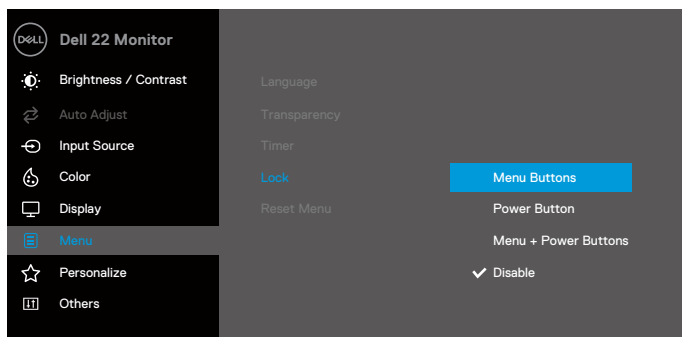 DELL
Dell 22 Monitor
Brightness / Contrast
Auto Adjust
Input Source
Color
Display
Menu
Personalize
Others
Language
Transparency
Timer
Lock
Reset Menu
Menu Buttons
Power Button
Menu + Power Buttons
Disable